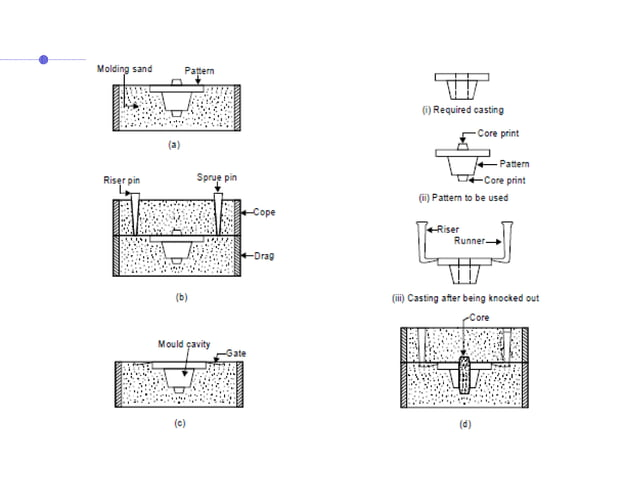 Molding sand
Pattern
(a)
Riser pin
Sprue pin
Cope
Drag
(b)
Mould cavity
Gate
(c)
(i) Required casting
Core print
Pattern
Core print
(ii) Pattern to be used
Riser
Runner
(iii) Casting after being knocked out
Core
(d)